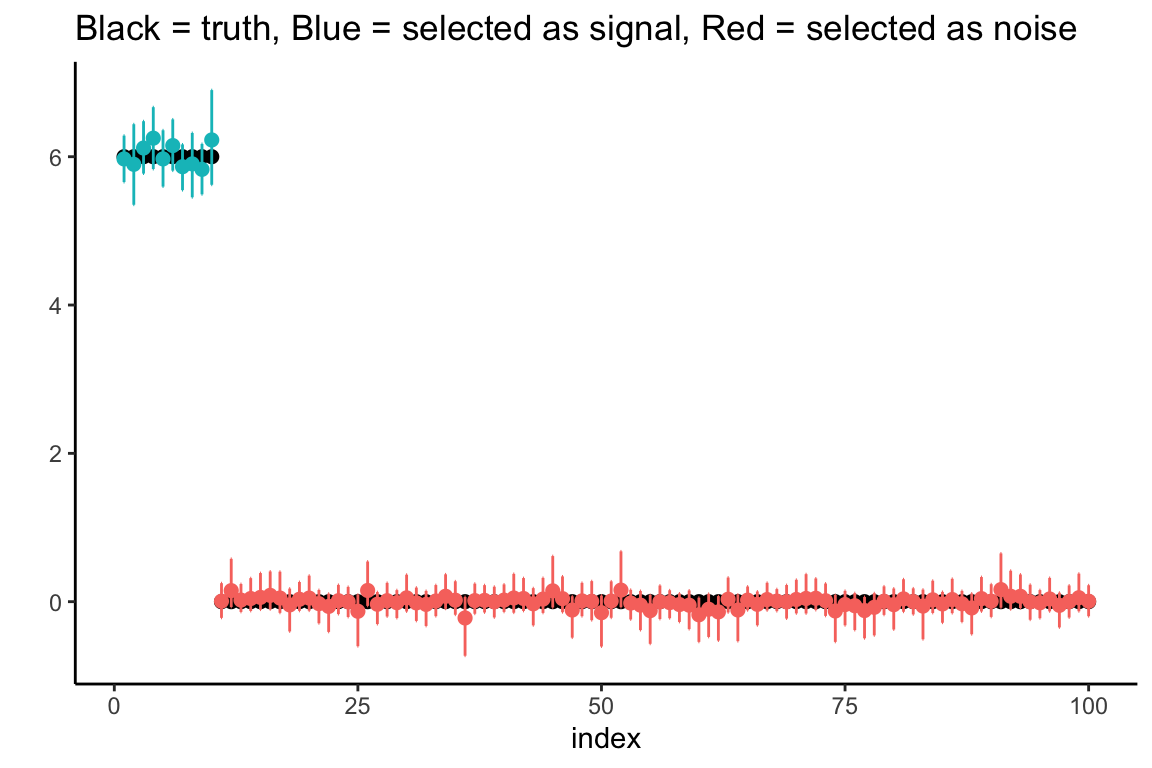 Black = truth, Blue = selected as signal, Red = selected as noise
6
4
2
0
0 25 50 75 100
index